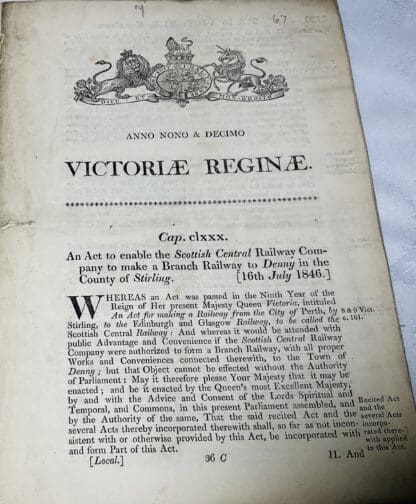 67
DIEU ET MON DROIT
ANNO NONO & DECIMO
VICTORIÆ REGINÆ.
Cap. clxxx.
An Act to enable the Scottish Central Railway Com-
pany to make a Branch Railway to Denny in the
County of Stirling. [16th July 1846.]
WHEREAS an Act was passed in the Ninth Year of the
Reign of Her present Majesty Queen Victoria, intituled
An Act for making a Railway from the City of Perth, by 8 & 9 Vict.
Stirling, to the Edinburgh and Glasgow Railway, to be called the c. 161.
Scottish Central Railway: And whereas it would be attended with
public Advantage and Convenience if the Scottish Central Railway
Company were authorized to form a Branch Railway, with all proper
Works and Conveniences connected therewith, to the Town of
Denny; but that Object cannot be effected without the Authority
of Parliament: May it therefore please Your Majesty that it may be
enacted; and be it enacted by the Queen's most Excellent Majesty,
by and with the Advice and Consent of the Lords Spiritual and
Temporal, and Commons, in this present Parliament assembled, and Recited Act
by the Authority of the same, That the said recited Act and the and the
several Acts thereby incorporated therewith shall, so far as not incon- several Acts
sistent with or otherwise provided by this Act, be incorporated with incorpo-
and form Part of this Act. rated there-
with applied
to this Act.
[Local.] 36 C II. And